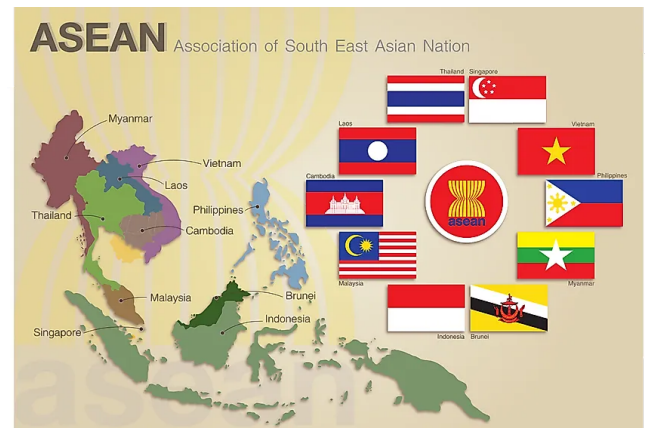 ASEAN Association of South East Asian Nation
Thailand Singapore
Myanmar
Laos
Vietnam
Vietnam
Laos
Cambodia
Philippines
Thailand
Philippines
Cambodia
asean
Malaysia
Myanmar
Malaysia
Brunei
Indonesia
Singapore
Indonesia Brunei
asean